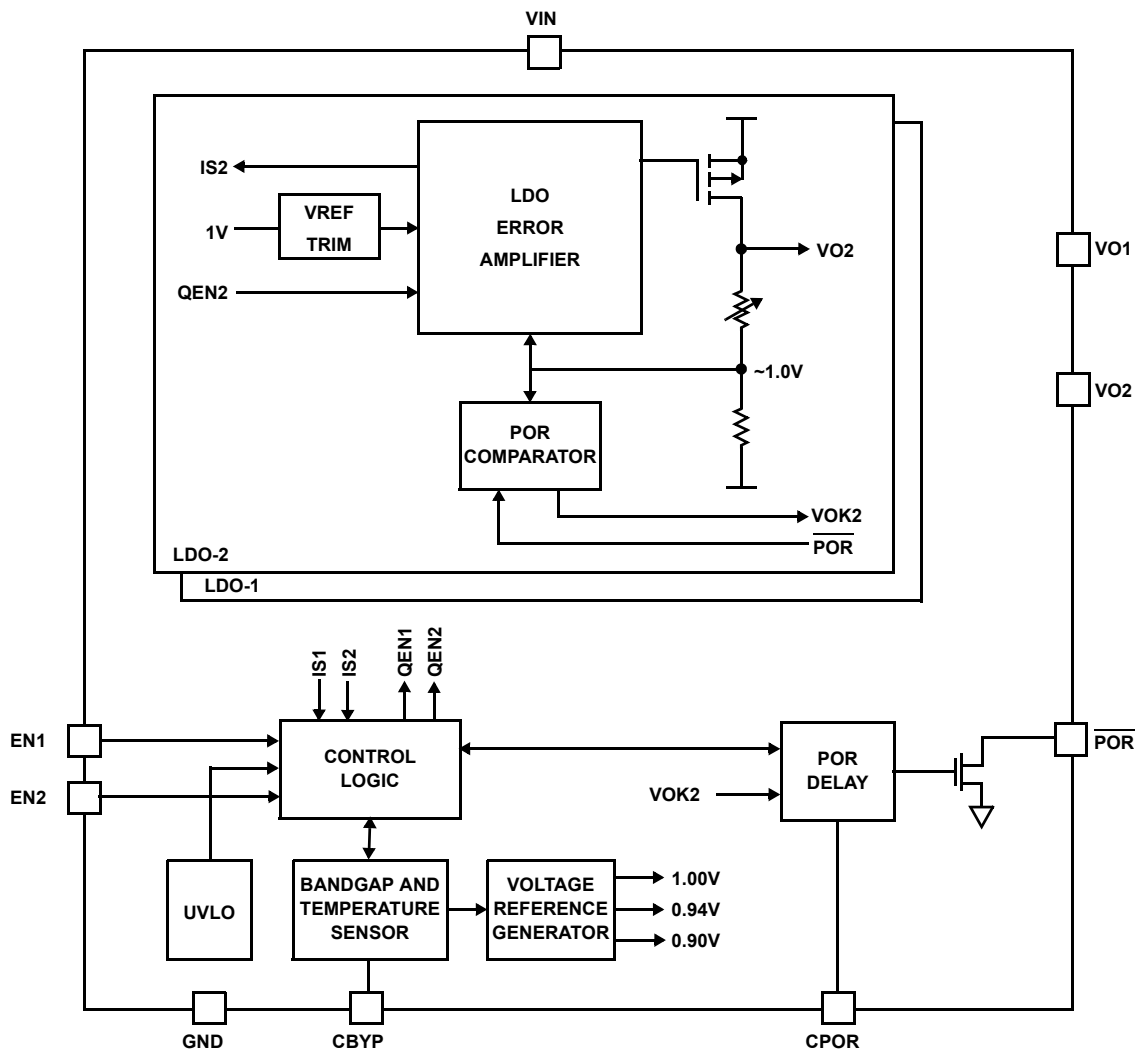 VIN
IS2
LDO
ERROR
AMPLIFIER
VREF
TRIM
1V
QEN2
VO2
~1.0V
POR
COMPARATOR
VOK2
POR
LDO-2
LDO-1
VO1
VO2
IS1
IS2
QEN1
QEN2
EN1
EN2
CONTROL
LOGIC
VOK2
POR
DELAY
POR
UVLO
BANDGAP AND
TEMPERATURE
SENSOR
VOLTAGE
REFERENCE
GENERATOR
1.00V
0.94V
0.90V
GND
CBYP
CPOR